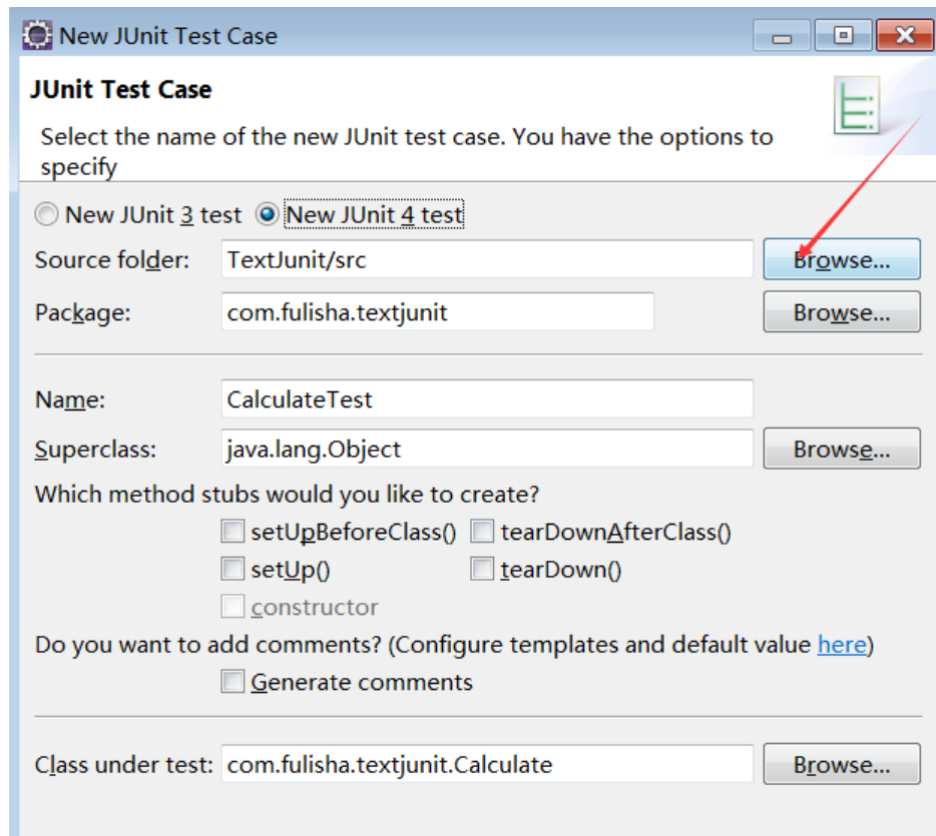 New JUnit Test Case
JUnit Test Case
Select the name of the new JUnit test case. You have the options to
specify
New JUnit 3 test New JUnit 4 test
Source folder: TextJunit/src Browse...
Package: com.fulisha.textjunit Browse...
Name: CalculateTest
Superclass: java.lang.Object Browse...
Which method stubs would you like to create?
setUpBeforeClass() tearDownAfterClass()
setUp() tearDown()
constructor
Do you want to add comments? (Configure templates and default value here)
Generate comments
Class under test: com.fulisha.textjunit.Calculate Browse...